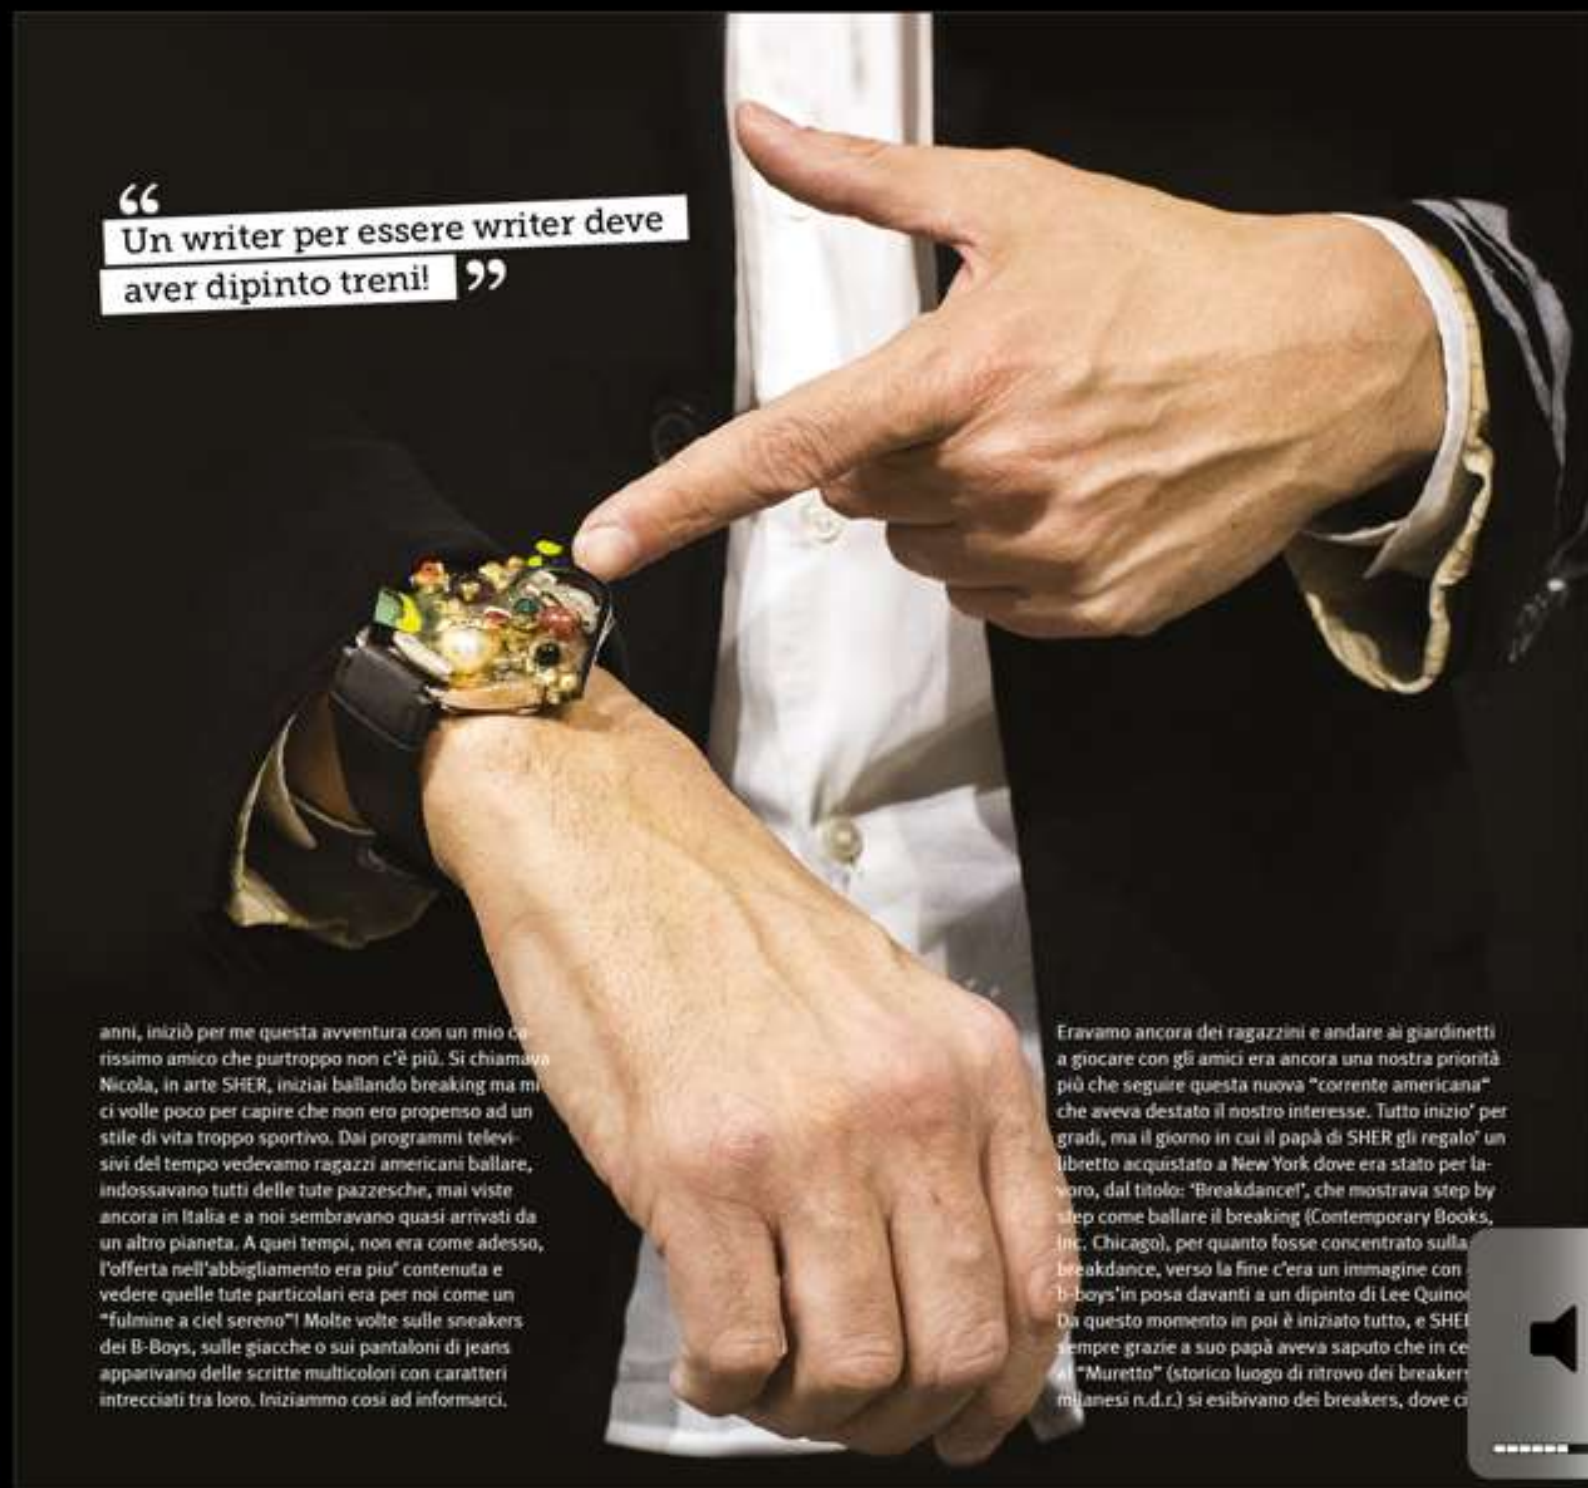 “
Un writer per essere writer deve
aver dipinto treni! ”
anni, iniziò per me questa avventura con un mio ca-
rissimo amico che purtroppo non c'è più. Si chiamava
Nicola, in arte SHER, iniziai ballando breaking ma mi
ci volle poco per capire che non ero propenso ad un
stile di vita troppo sportivo. Dai programmi televi-
sivi del tempo vedevamo ragazzi americani ballare,
indossavano tutti delle tute pazzesche, mai viste
ancora in Italia e a noi sembravano quasi arrivati da
un altro pianeta. A quei tempi, non era come adesso,
l'offerta nell'abbigliamento era piu' contenuta e
vedere quelle tute particolari era per noi come un
"fulmine a ciel sereno"! Molte volte sulle sneakers
dei B-Boys, sulle giacche o sui pantaloni di jeans
apparivano delle scritte multicolori con caratteri
intrecciati tra loro. Iniziammo cosi ad informarci.
Eravamo ancora dei ragazzini e andare ai giardinetti
a giocare con gli amici era ancora una nostra priorità
più che seguire questa nuova "corrente americana"
che aveva destato il nostro interesse. Tutto inizio' per
gradi, ma il giorno in cui il papà di SHER gli regalo' un
libretto acquistato a New York dove era stato per la-
voro, dal titolo: "Breakdance!", che mostrava step by
step come ballare il breaking (Contemporary Books,
Inc. Chicago), per quanto fosse concentrato sulla
breakdance, verso la fine c'era un immagine con
b-boys'in posa davanti a un dipinto di Lee
Da questo momento in poi è iniziato tutto, e
sempre grazie a suo papà aveva saputo che in
al "Muretto" (storico luogo di ritrovo dei
milanesi n.d.r.) si esibivano dei breakers, dove